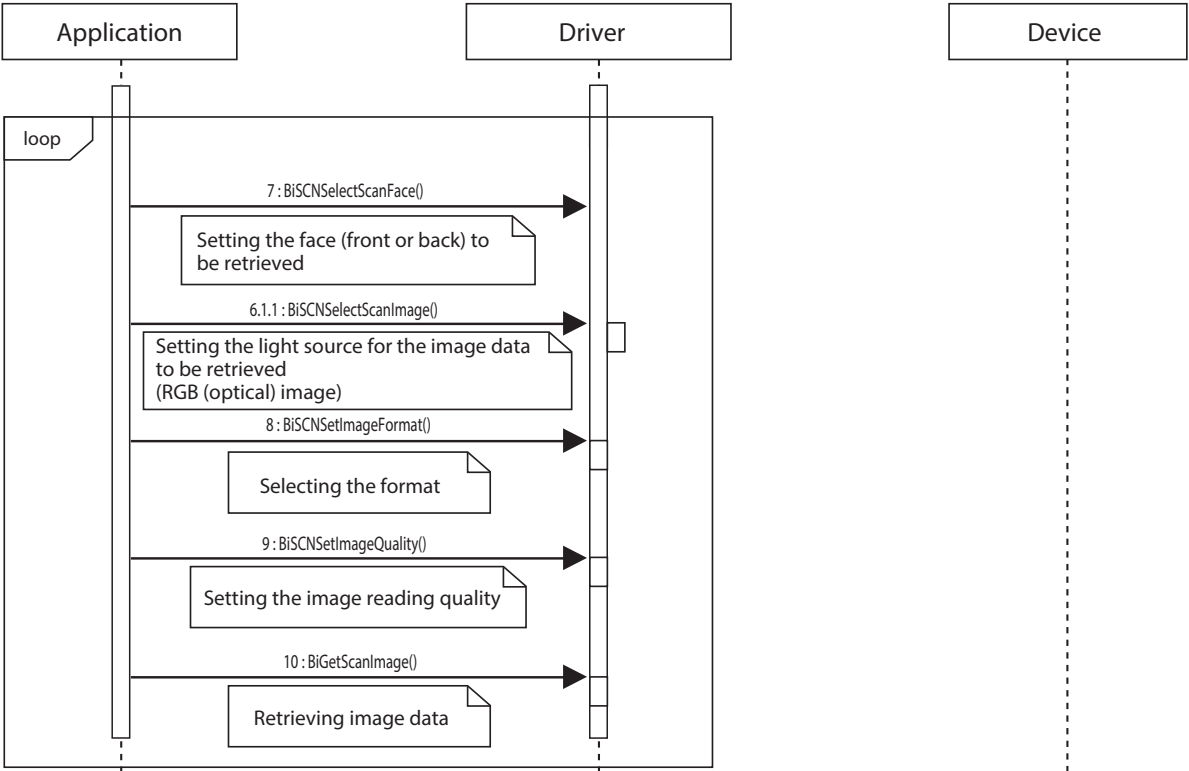 Application
Driver
Device
loop
7 : BiSCNSelectScanFace()
Setting the face (front or back) to
be retrieved
6.1.1 : BiSCNSelectScanImage()
Setting the light source for the image data
to be retrieved
(RGB (optical) image)
8 : BiSCNSetImageFormat()
Selecting the format
9 : BiSCNSetImageQuality()
Setting the image reading quality
10 : BiGetScanImage()
Retrieving image data